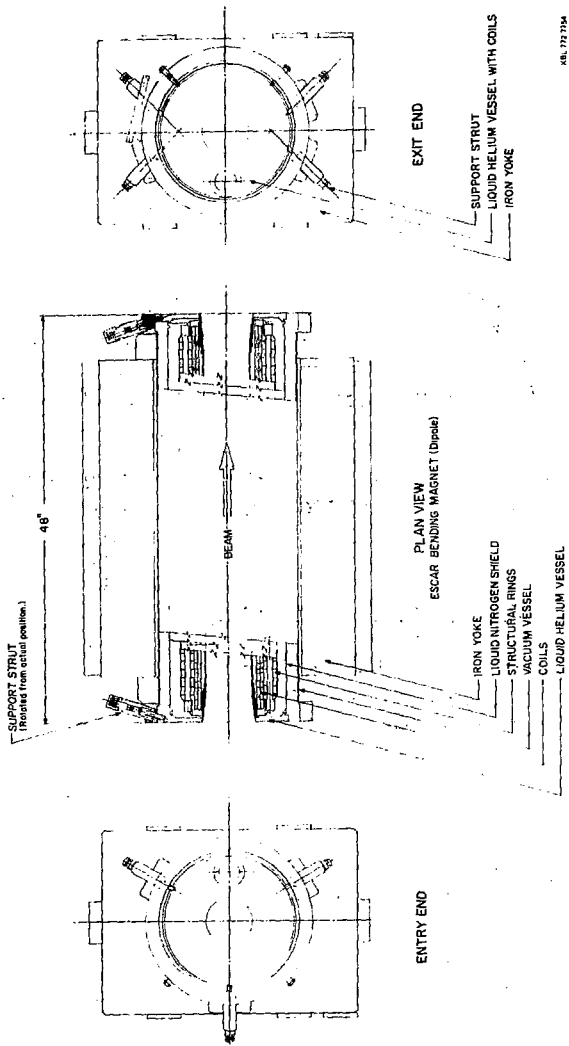 SUPPORT STRUT
(Rotated from actual position.)
48"
BEAM
ENTRY END
PLAN VIEW
ESCAR BENDING MAGNET (Dipole)
IRON YOKE
LIQUID NITROGEN SHIELD
STRUCTURAL RINGS
VACUUM VESSEL
COILS
LIQUID HELIUM VESSEL
EXIT END
SUPPORT STRUT
LIQUID HELIUM VESSEL WITH COILS
IRON YOKE
XBL 772 7754